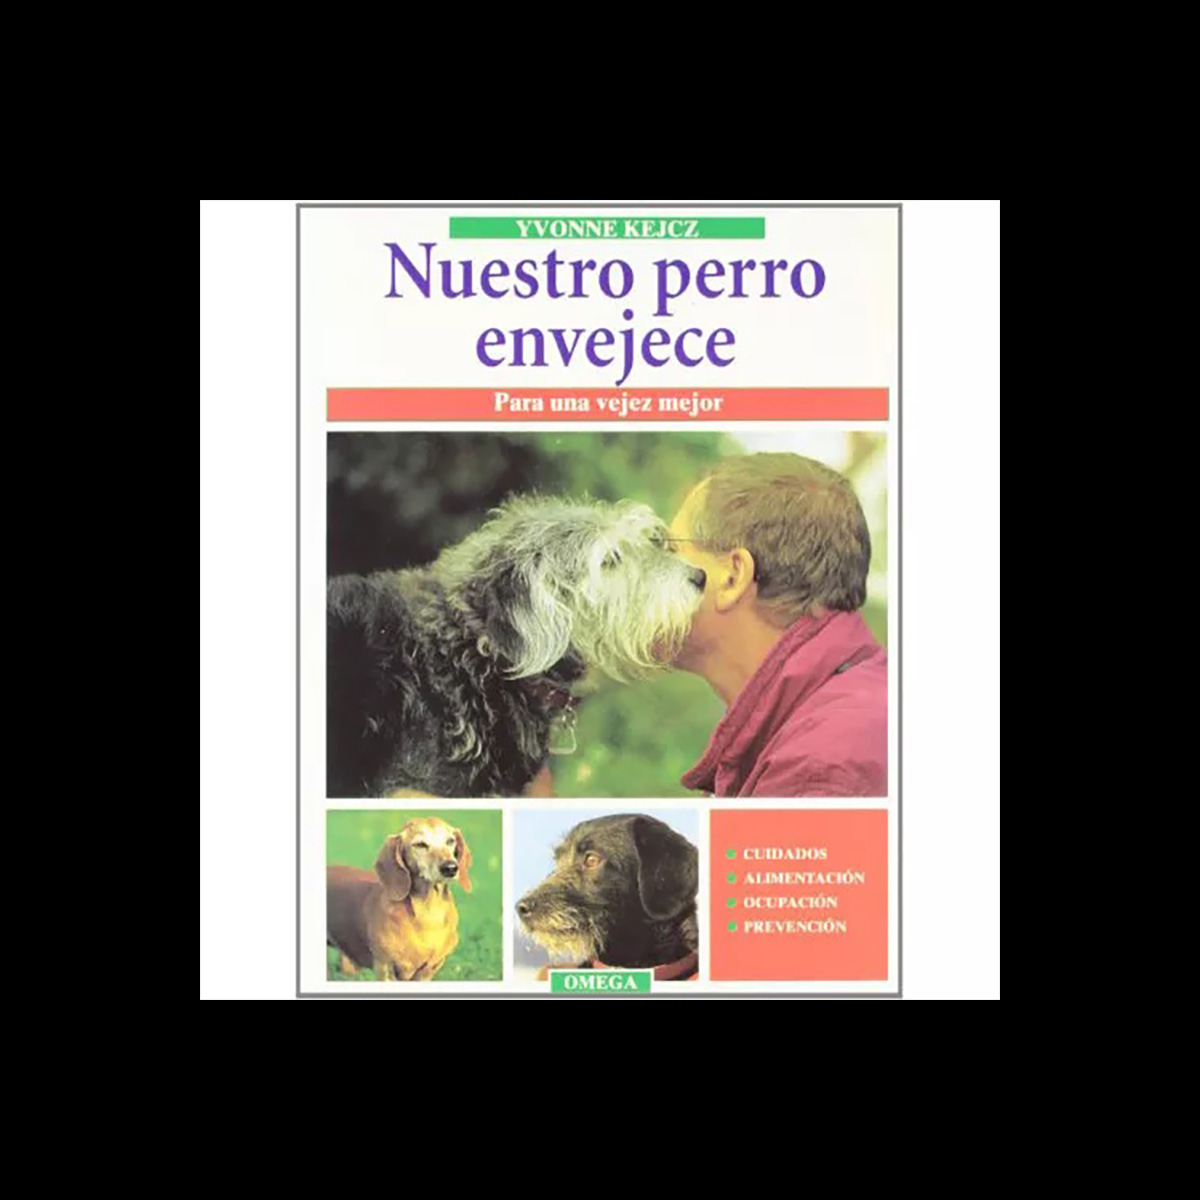 YVONNE KEJCZ
Nuestro perro
envejece
Para una vejez mejor
CUIDADOS
ALIMENTACIÓN
OCUPACIÓN
PREVENCIÓN
OMEGA